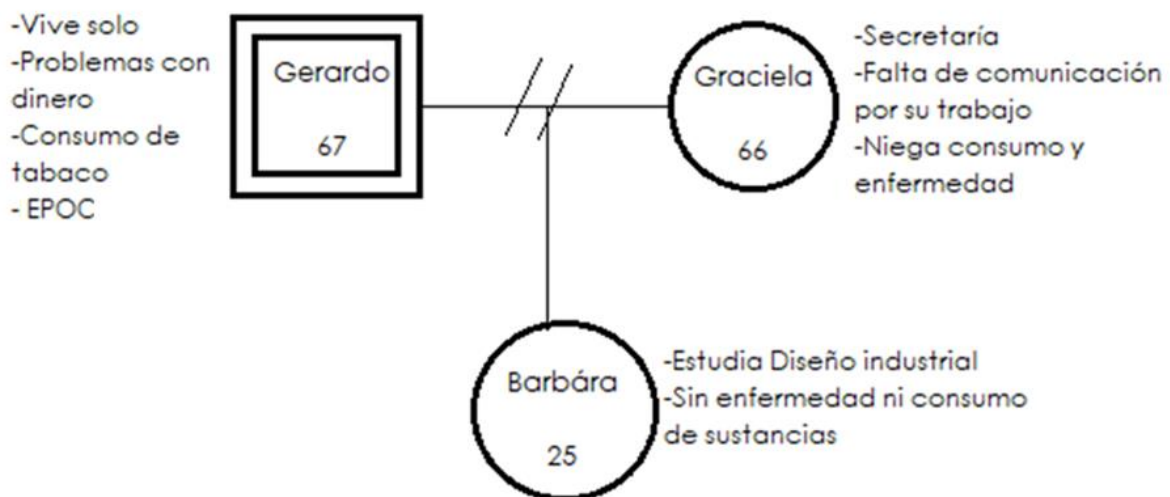 -Vive solo
-Problemas con
dinero
-Consumo de
tabaco
- EPOC
Gerardo
67
Graciela
66
-Secretaría
-Falta de comunicación
por su trabajo
-Niega consumo y
enfermedad
Barbára
25
-Estudia Diseño industrial
-Sin enfermedad ni consumo
de sustancias